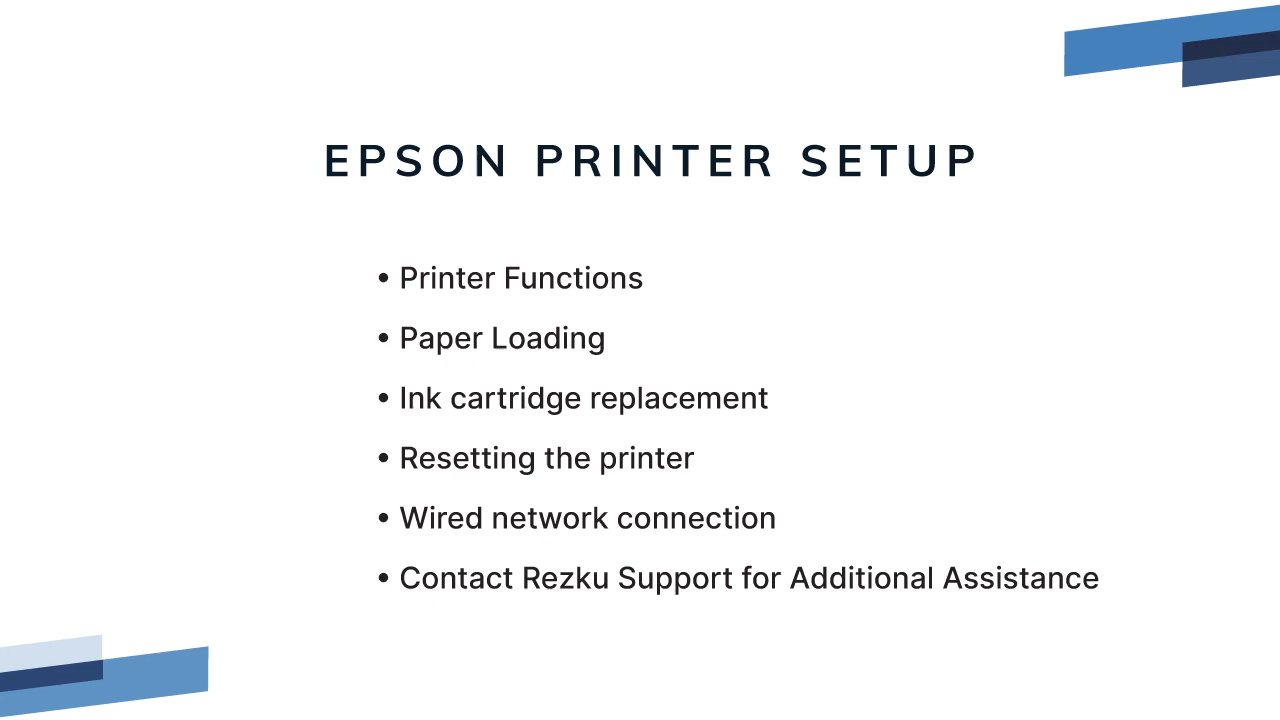 EPSON PRINTER SETUP
• Printer Functions
• Paper Loading
• Ink cartridge replacement
• Resetting the printer
• Wired network connection
• Contact Rezku Support for Additional Assistance